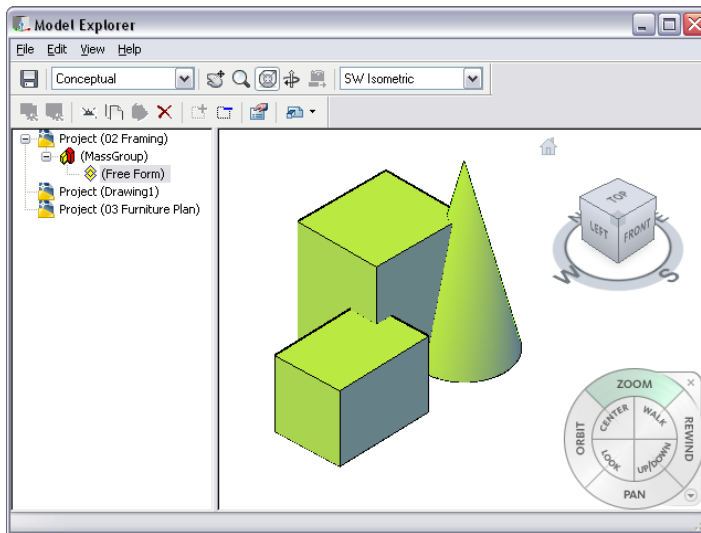 Model Explorer
File Edit View Help
Conceptual SW Isometric
Project (02 Framing)
(MassGroup)
(Free Form)
Project (Drawing1)
Project (03 Furniture Plan)
TOP
LEFT FRONT
N E
W S
ZOOM
CENTER WALK
ORBIT REWIND
LOOK UP/DOWN
PAN